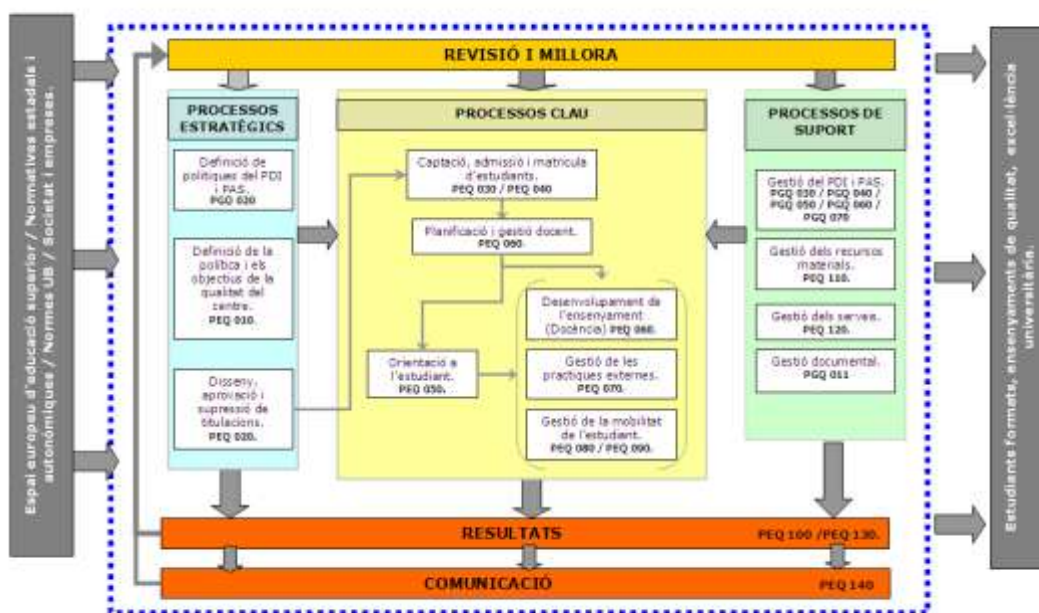 Espai europeu d'educació superior / Normatives estadals i
autonòmiques / Normes UB / Societat i empreses.
REVISIÓ I MILLORA
PROCESSOS
ESTRATÈGICS
Definició de
polítiques del PDI
i PAS.
PGQ 020
Definició de la
política i els
objectius de la
qualitat del
centre.
PEQ 010.
Disseny,
aprovació i
supressió de
titulacions.
PEQ 020.
PROCESSOS CLAU
Captació, admissió i matrícula
d'estudiants.
PEQ 030 / PEQ 040
Planificació i gestió docent.
PEQ 060.
Desenvolupament de
l'ensenyament
(Docència) PEQ 060.
Orientació a
l'estudiant.
PEQ 050.
Gestió de les
practiques externes.
PEQ 070.
Gestió de la mobilitat
de l'estudiant.
PEQ 080 / PEQ 090.
PROCESSOS DE
SUPORT
Gestió del PDI i PAS.
PGQ 030 / PGQ 040 /
PGQ 050 / PGQ 060 /
PGQ 070
Gestió dels recursos
materials.
PEQ 110.
Gestió dels serveis.
PEQ 120.
Gestió documental.
PGQ 011
RESULTATS
PEQ 100 /PEQ 130.
COMUNICACIÓ
PEQ 140
Estudiants formats, ensenyaments de qualitat, excel·lència
universitària.